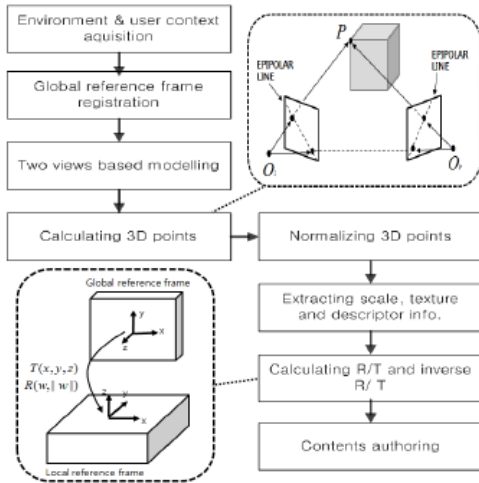 Environment & user context
aquisition
Global reference frame
registration
Two views based modelling
Calculating 3D points
P
EPIPOLAR
LINE
EPIPOLAR
LINE
O
O
Normalizing 3D points
Extracting scale, texture
and descriptor info.
Calculating R/T and inverse
R/ T
Contents authoring
Global reference frame
y
x
z
T(x, y, z)
R(w,‖ w‖)
z
y
x
Local reference frame